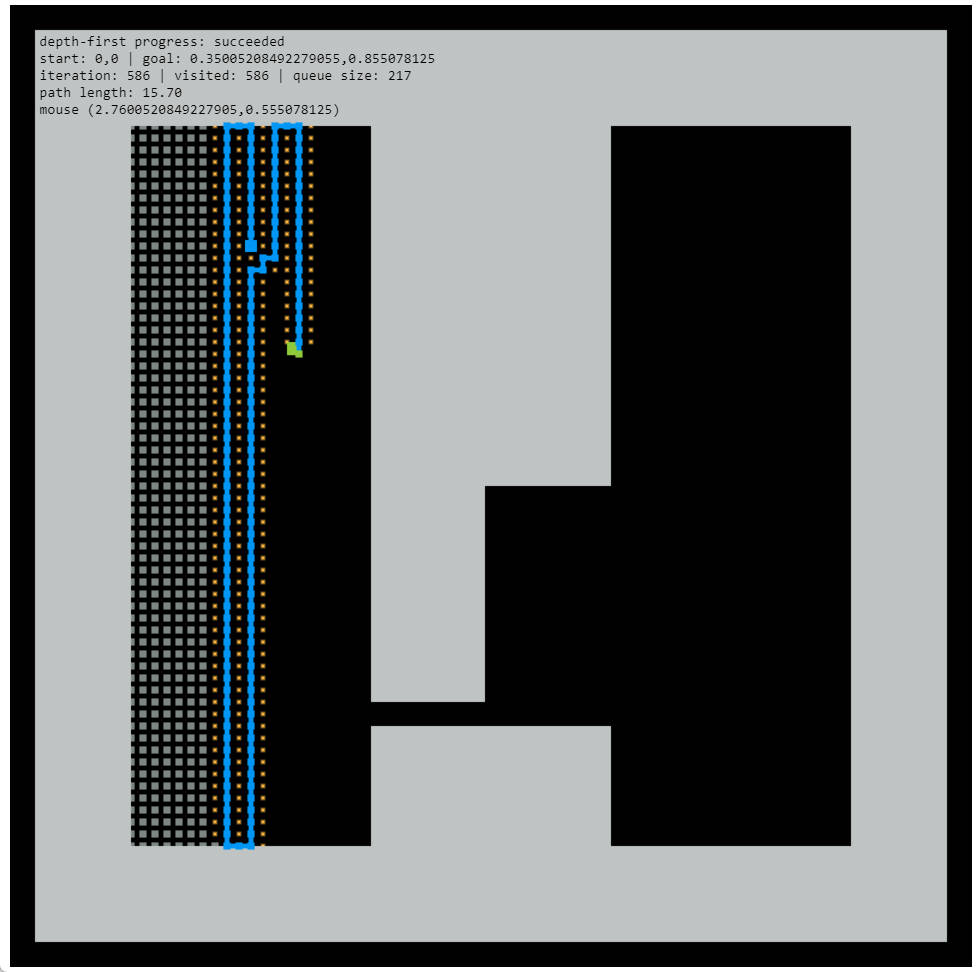 depth-first progress: succeeded
start: 0,0 | goal: 0.35005208492279055,0.855078125
iteration: 586 | visited: 586 | queue size: 217
path length: 15.70
mouse (2.7600520849227905,0.555078125)